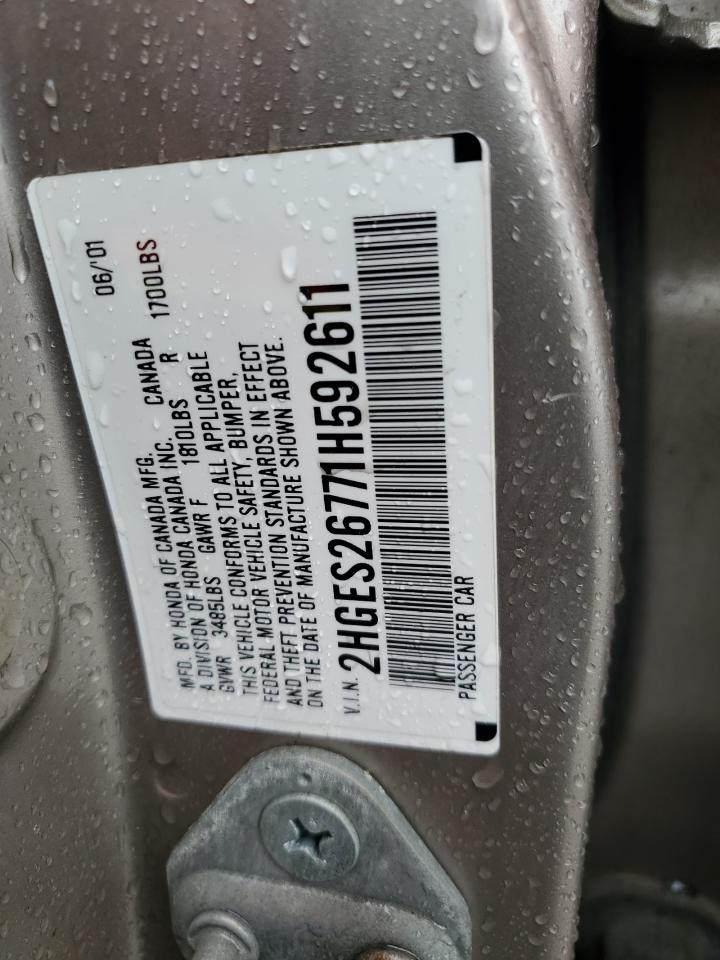 MFD. BY HONDA OF CANADA MFG. 06/'01
A DIVISION OF HONDA CANADA INC. CANADA
GVWR 3485LBS GAWR F 1810LBS R 1700LBS
THIS VEHICLE CONFORMS TO ALL APPLICABLE
FEDERAL MOTOR VEHICLE SAFETY, BUMPER,
AND THEFT PREVENTION STANDARDS IN EFFECT
ON THE DATE OF MANUFACTURE SHOWN ABOVE.
V.I.N. 2HGES26771H592611
PASSENGER CAR